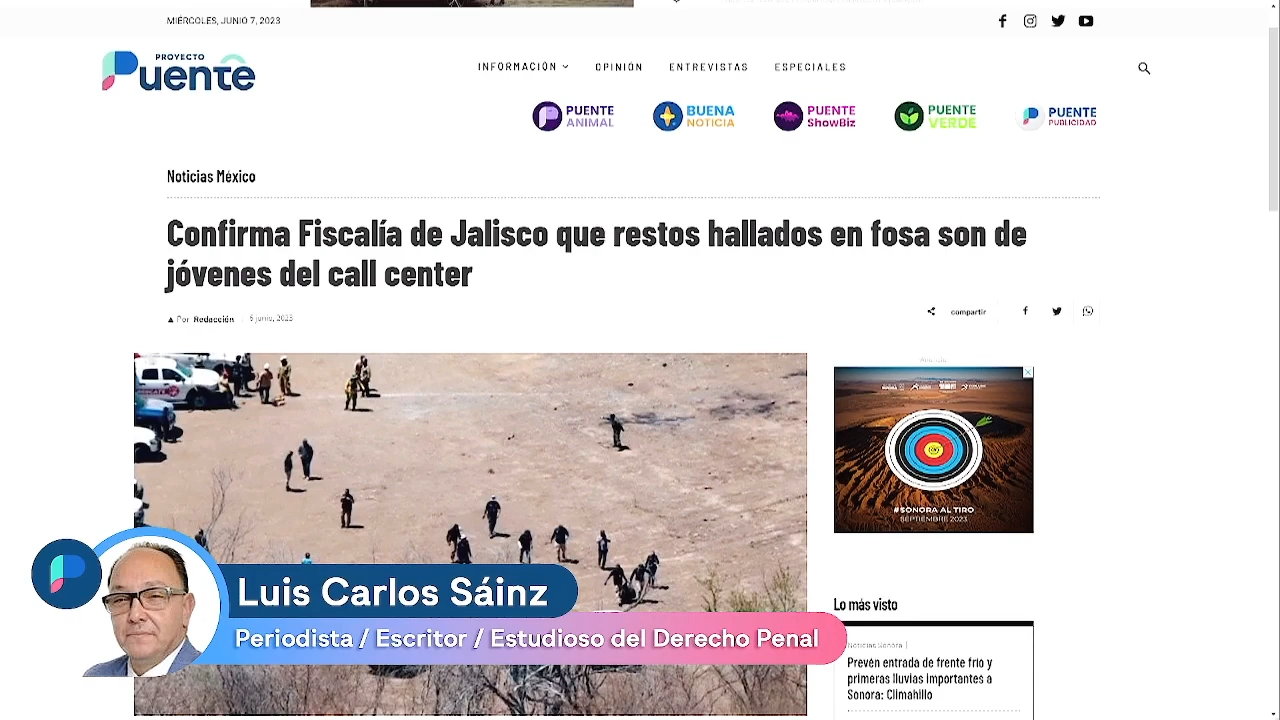 MIÉRCOLES, JUNIO 7, 2023
PROYECTO
Puente
INFORMACIÓN
OPINIÓN
ENTREVISTAS
ESPECIALES
PUENTE
ANIMAL
BUENA
NOTICIA
PUENTE
ShowBiz
PUENTE
VERDE
PUENTE
PUBLICIDAD
Noticias México
Confirma Fiscalía de Jalisco que restos hallados en fosa son de
jóvenes del call center
Por Redacción
6 junio, 2023
compartir
#SONORA AL TIRO
SEPTIEMBRE 2023
Luis Carlos Sáinz
Periodista / Escritor / Estudioso del Derecho Penal
Lo más visto
Noticias Sonora
Prevén entrada de frente frío y
primeras lluvias importantes a
Sonora: Climahillo